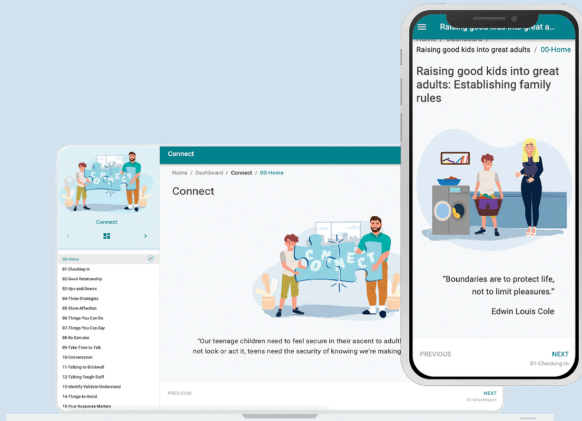 Connect
‹
›
00-Home
01-Checking-In
02-Good Relationship
03-Ups-and-Downs
04-Three-Strategies
05-Show-Affection
06-Things-You-Can-Do
07-Things-You-Can-Say
08-Be-Genuine
09-Take-Time-to-Talk
10-Conversation
11-Talking-to-Brickwall
12-Talking-Tough-Stuff
13-Identify-Validate-Understand
14-Things-to-Avoid
15-Your-Response-Matters
Connect
Home / Dashboard / Connect / 00-Home
Connect
CONNECT
"Our teenage children need to feel secure in their ascent to adult
not look or act it, teens need the security of knowing we're making
PREVIOUS
NEXT
01-Checking-In
Raising good kids into great a...
Home / Dashboard /
Raising good kids into great adults / 00-Home
Raising good kids into great
adults: Establishing family
rules
"Boundaries are to protect life,
not to limit pleasures."
Edwin Louis Cole
PREVIOUS
NEXT
01-Checking-In